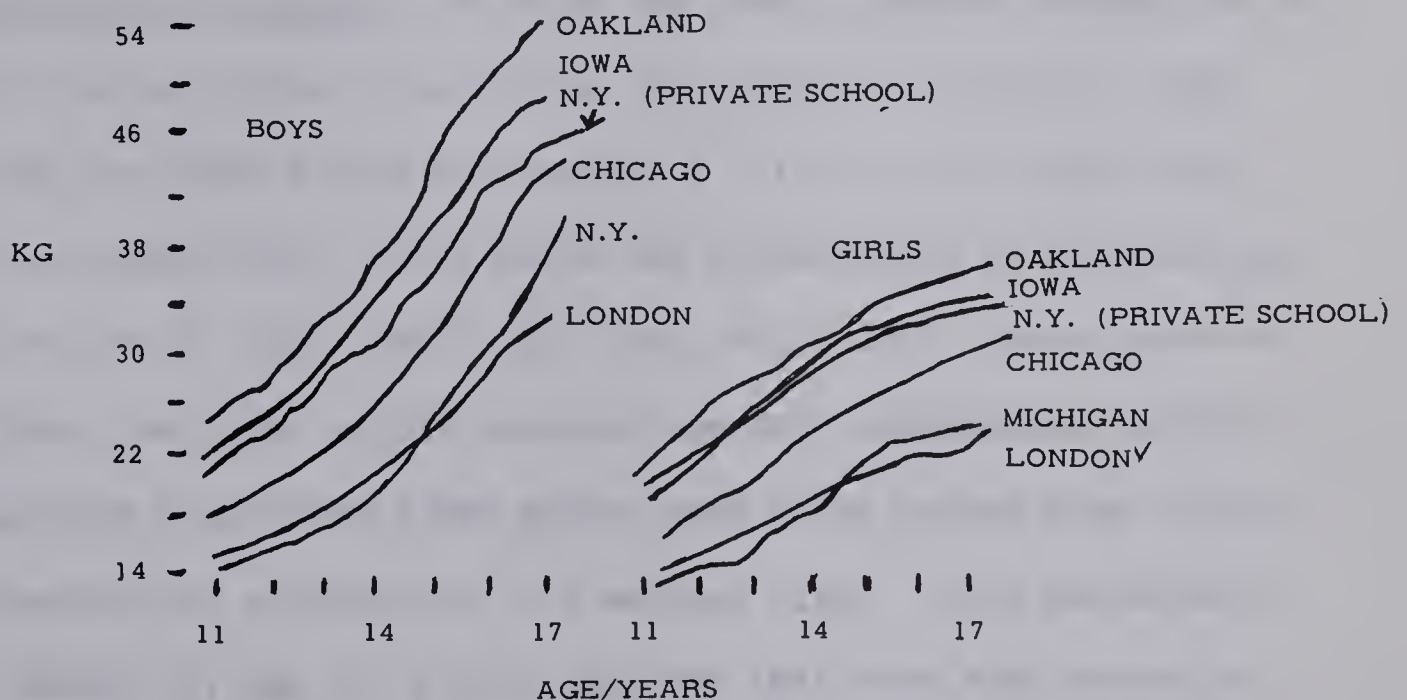 54
OAKLAND
IOWA
N.Y. (PRIVATE SCHOOL)
46
BOYS
CHICAGO
KG
38
N.Y.
GIRLS
OAKLAND
IOWA
LONDON
N.Y. (PRIVATE SCHOOL)
30
CHICAGO
MICHIGAN
22
LONDON
14
11 14 17 11 14 17
AGE/YEARS